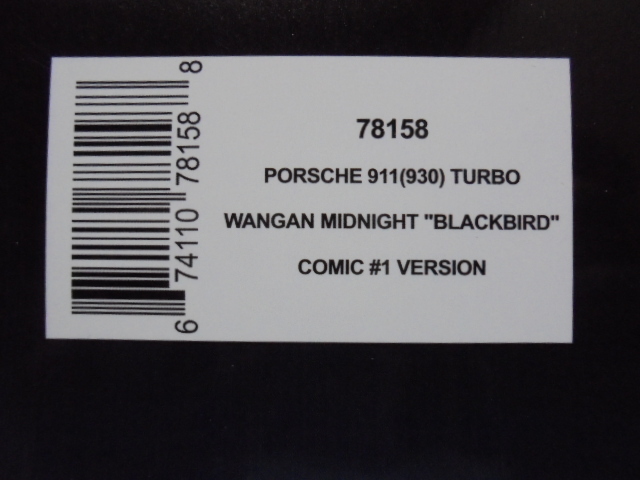 78158
PORSCHE 911(930) TURBO
WANGAN MIDNIGHT "BLACKBIRD"
COMIC #1 VERSION
6 74110 78158 8